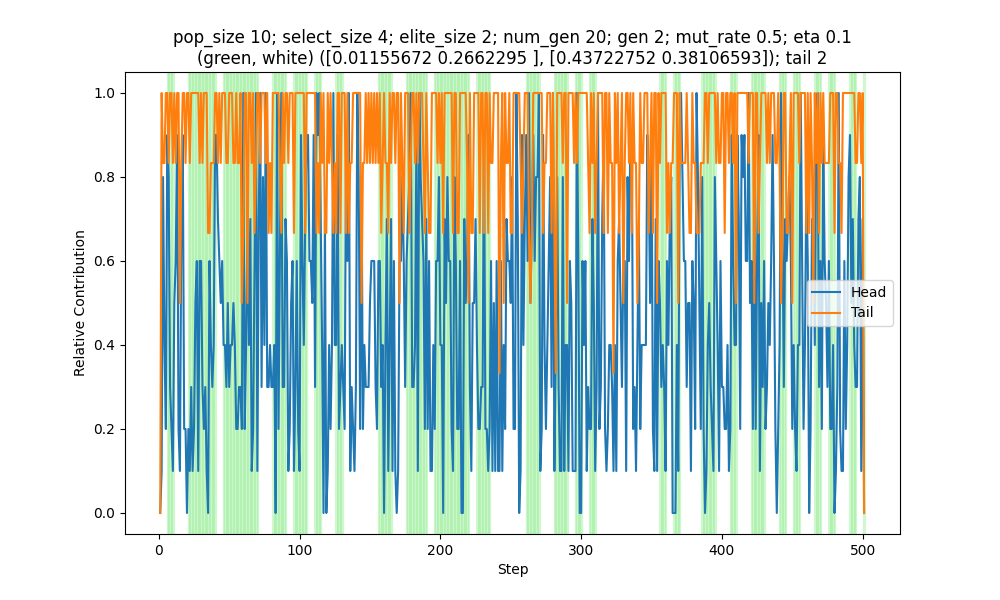 pop_size 10; select_size 4; elite_size 2; num_gen 20; gen 2; mut_rate 0.5; eta 0.1
(green, white) ([0.01155672 0.2662295 ], [0.43722752 0.38106593]); tail 2
1.0
0.8
0.6
0.4
0.2
0.0
Relative Contribution
Head
Tail
0
100
200
300
400
500
Step